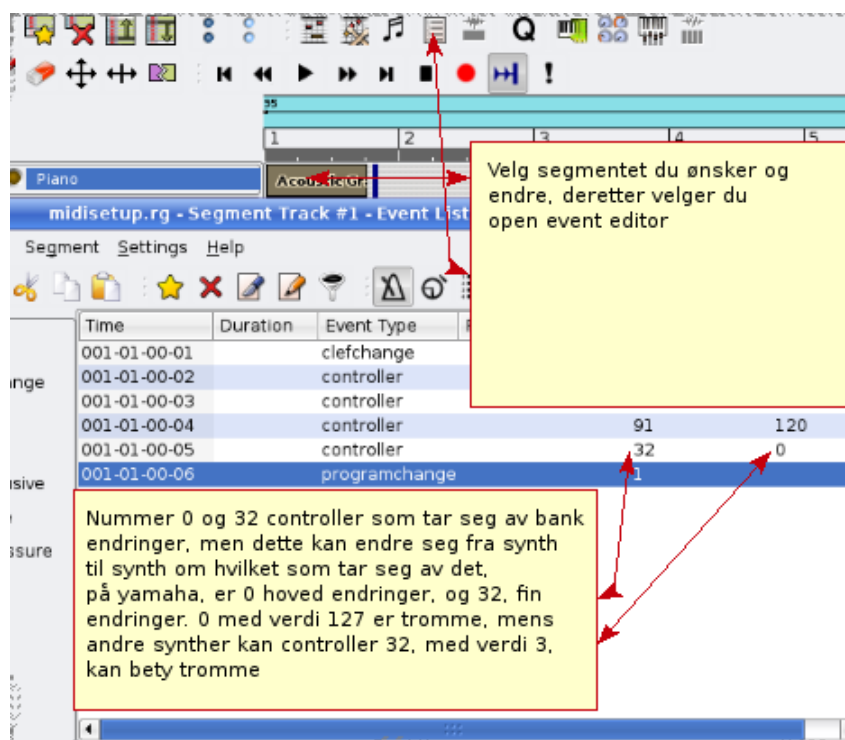 Q
!
35
1 2 3 4 5
Piano
Velg segmentet du ønsker og
endre, deretter velger du
open event editor
midisetup.rg - Segment Track #1 - Event List
Segment Settings Help
Time Duration Event Type
001-01-00-01 clefchange
001-01-00-02 controller
001-01-00-03 controller
001-01-00-04 controller 91 120
001-01-00-05 controller 32 0
001-01-00-06 programchange 1
Nummer 0 og 32 controller som tar seg av bank
endringer, men dette kan endre seg fra synth
til synth om hvilket som tar seg av det,
på yamaha, er 0 hoved endringer, og 32, fin
endringer. 0 med verdi 127 er tromme, mens
andre synther kan controller 32, med verdi 3,
kan bety tromme